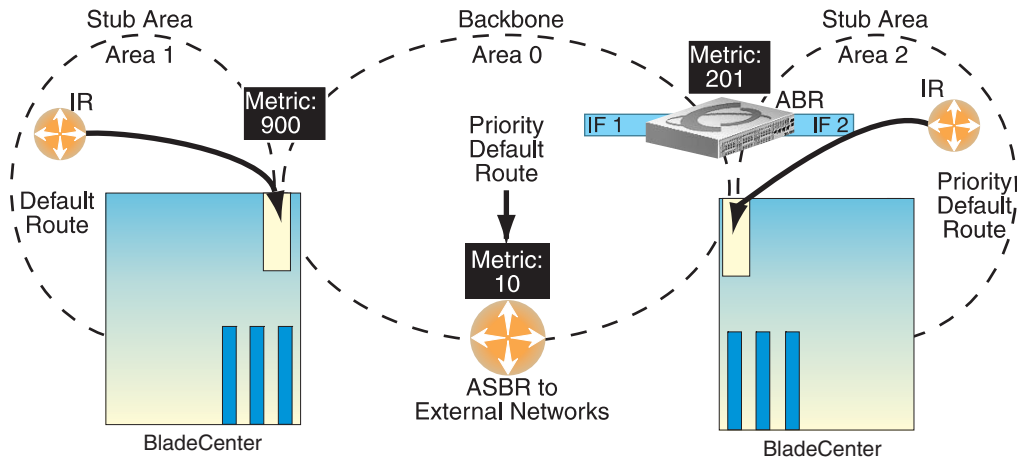 Stub Area
Area 1
Backbone
Area 0
Stub Area
Area 2
IR
Metric:
900
Metric:
201
ABR
IF 1
IF 2
IR
Priority
Default
Route
Default
Route
Priority
Default
Route
Metric:
10
ASBR to
External Networks
BladeCenter
BladeCenter